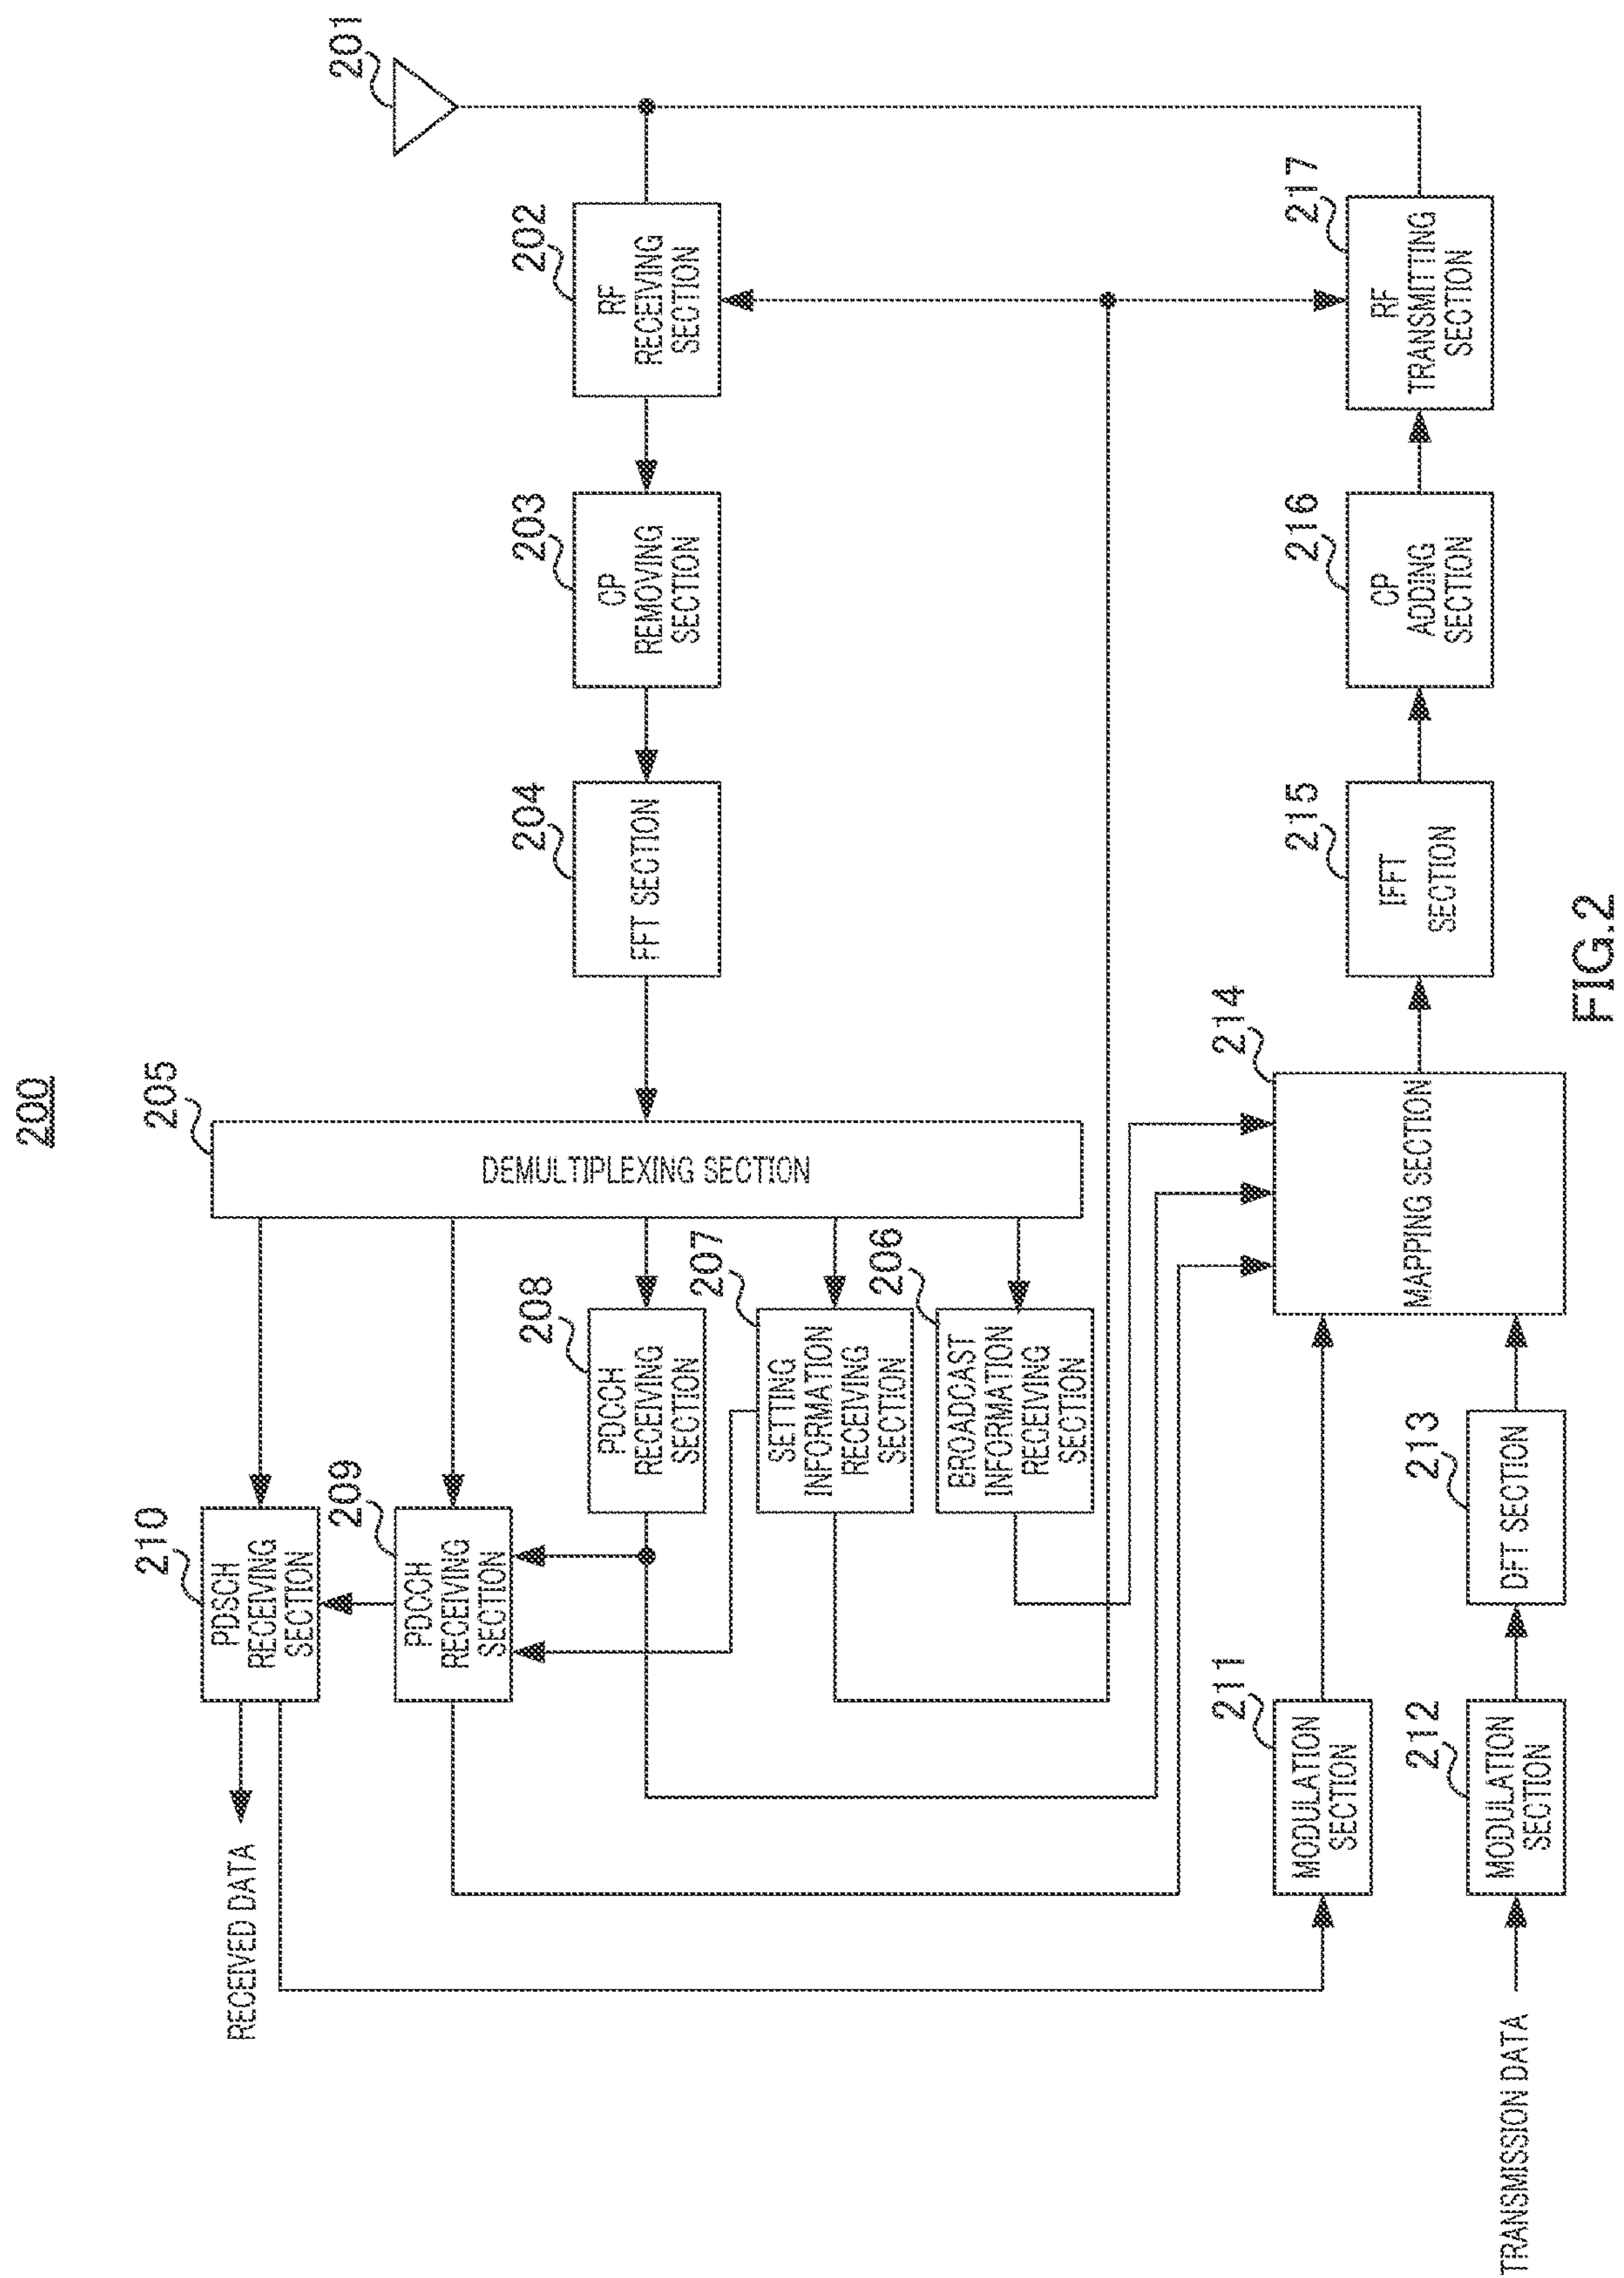 200
RECEIVED DATA
210
PDSCH
RECEIVING
SECTION
205
DEMULTIPLEXING SECTION
201
209
PDCCH
RECEIVING
SECTION
208
PDCCH
RECEIVING
SECTION
204
FFT SECTION
203
CP
REMOVING
SECTION
202
RF
RECEIVING
SECTION
207
SETTING
INFORMATION
RECEIVING
SECTION
206
BROADCAST
INFORMATION
RECEIVING
SECTION
211
MODULATION
SECTION
214
MAPPING SECTION
215
IFFT
SECTION
216
CP
ADDING
SECTION
217
RF
TRANSMITTING
SECTION
TRANSMISSION DATA
212
MODULATION
SECTION
213
DFT SECTION
FIG.2